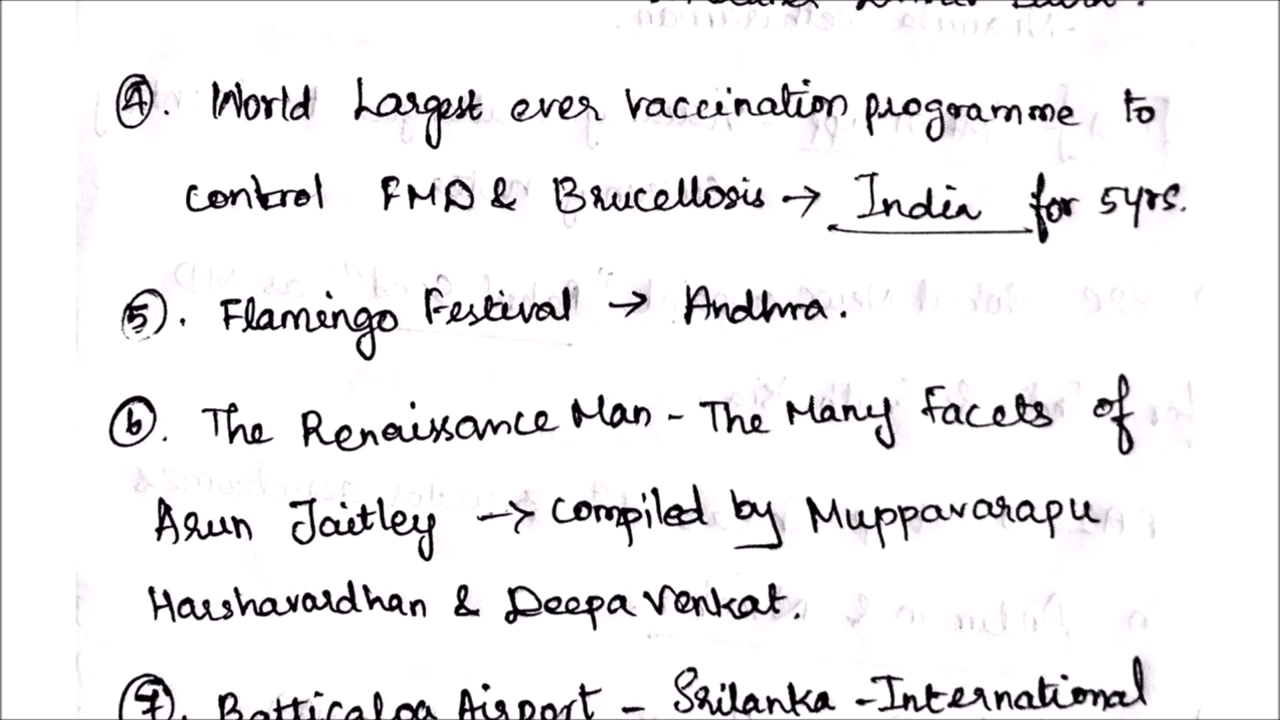 ④. World Largest ever vaccination programme to
control FMD & Brucellosis → India for 5yrs.
⑤. Flamingo Festival → Andhra.
⑥. The Renaissance Man - The Many Facets of
Arun Jaitley → compiled by Muppavarapu
Harshavardhan & Deepa Venkat.
⑦. Batticaloa Airport - Srilanka - International